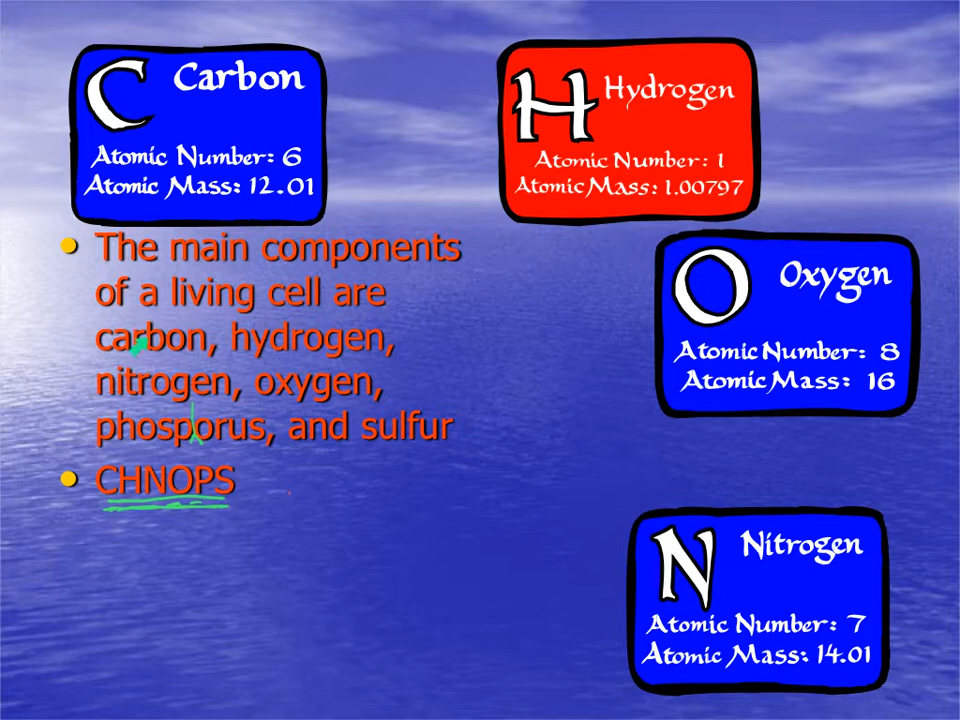 C Carbon
Atomic Number: 6
Atomic Mass: 12.01
H Hydrogen
Atomic Number: 1
Atomic Mass: 1.00797
• The main components
of a living cell are
carbon, hydrogen,
nitrogen, oxygen,
phosporus, and sulfur
• CHNOPS
O Oxygen
Atomic Number: 8
Atomic Mass: 16
N Nitrogen
Atomic Number: 7
Atomic Mass: 14.01